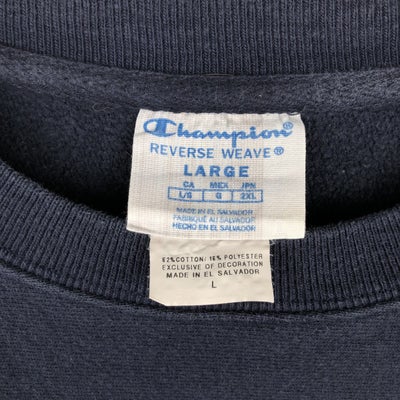 Champion®
REVERSE WEAVE®
LARGE
CA MEX JPN
L/G G 2XL
MADE IN EL SALVADOR
FABRIQUÉ AU SALVADOR
HECHO EN EL SALVADOR
82%COTTON/ 18% POLYESTER
EXCLUSIVE OF DECORATION
MADE IN EL SALVADOR
L